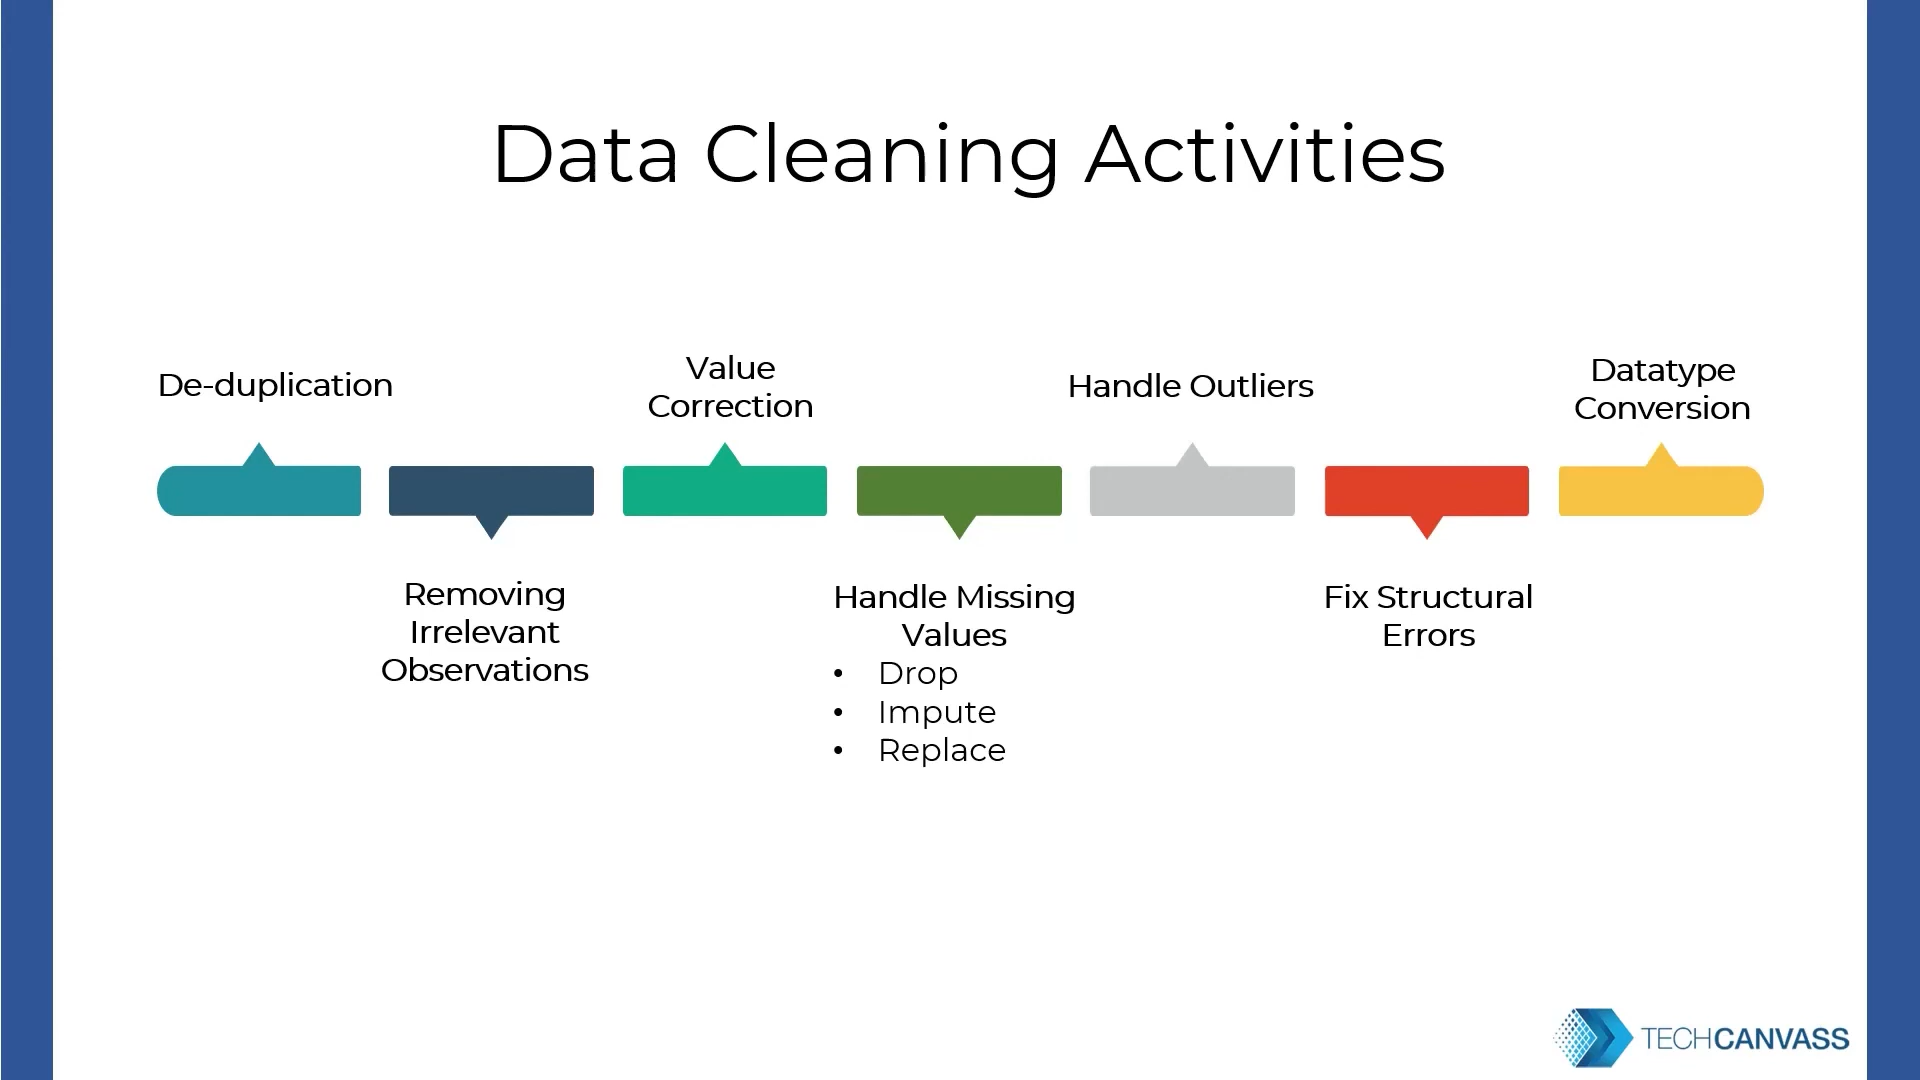 Data Cleaning Activities
De-duplication
Removing
Irrelevant
Observations
Value
Correction
Handle Missing
Values
• Drop
• Impute
• Replace
Handle Outliers
Fix Structural
Errors
Datatype
Conversion
TECHCANVASS